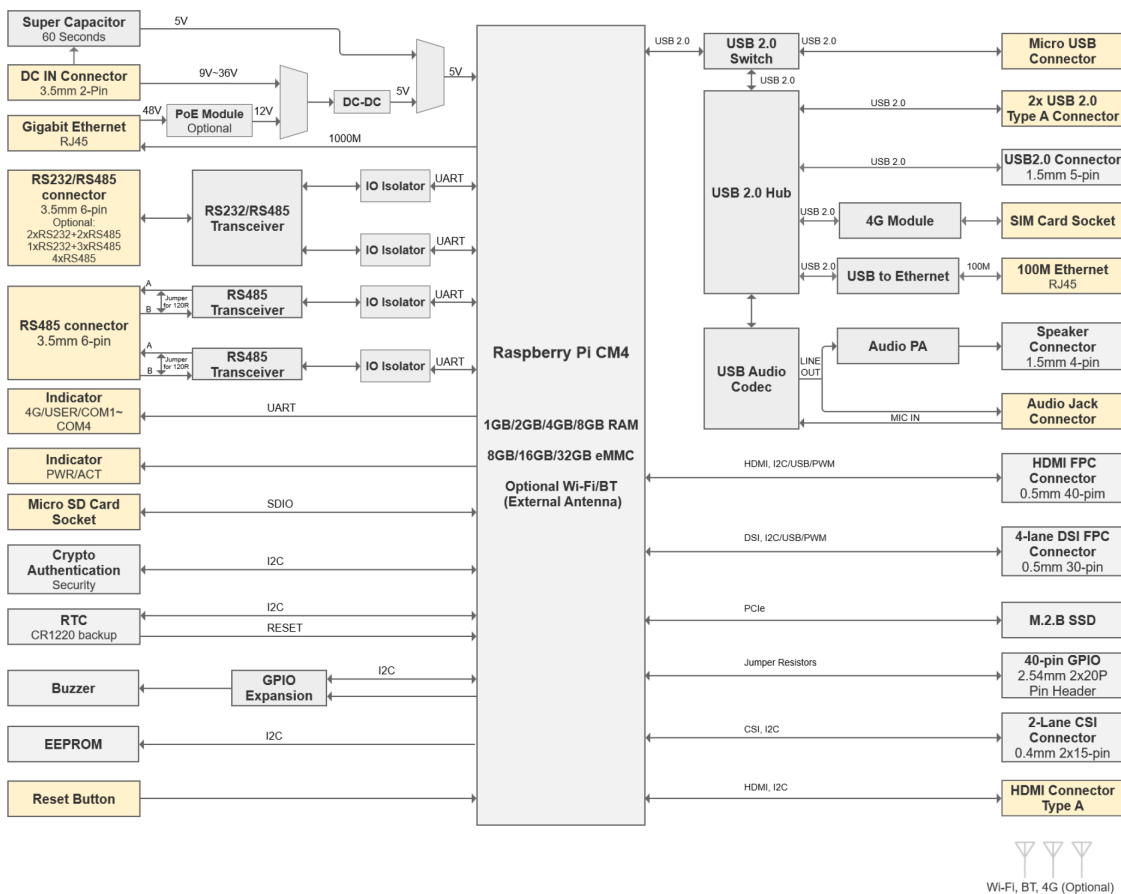 Super Capacitor
60 Seconds
5V
DC IN Connector
3.5mm 2-Pin
9V~36V
5V
48V
PoE Module
Optional
12V
DC-DC
5V
Gigabit Ethernet
RJ45
1000M
RS232/RS485
connector
3.5mm 6-pin
Optional:
2xRS232+2xRS485
1xRS232+3xRS485
4xRS485
RS232/RS485
Transceiver
IO Isolator
UART
IO Isolator
UART
RS485 connector
3.5mm 6-pin
A
Jumper
for 120R
B
RS485
Transceiver
IO Isolator
UART
A
Jumper
for 120R
B
RS485
Transceiver
IO Isolator
UART
Indicator
4G/USER/COM1~
COM4
UART
Indicator
PWR/ACT
Micro SD Card
Socket
SDIO
Crypto
Authentication
Security
I2C
RTC
CR1220 backup
I2C
RESET
Buzzer
GPIO
Expansion
I2C
EEPROM
I2C
Reset Button
Raspberry Pi CM4
1GB/2GB/4GB/8GB RAM
8GB/16GB/32GB eMMC
Optional Wi-Fi/BT
(External Antenna)
USB 2.0
USB 2.0
Switch
USB 2.0
Micro USB
Connector
USB 2.0
USB 2.0 Hub
USB 2.0
2x USB 2.0
Type A Connector
USB 2.0
USB2.0 Connector
1.5mm 5-pin
USB 2.0
4G Module
SIM Card Socket
USB 2.0
USB to Ethernet
100M
100M Ethernet
RJ45
USB Audio
Codec
LINE
OUT
Audio PA
Speaker
Connector
1.5mm 4-pin
MIC IN
Audio Jack
Connector
HDMI, I2C/USB/PWM
HDMI FPC
Connector
0.5mm 40-pim
DSI, I2C/USB/PWM
4-lane DSI FPC
Connector
0.5mm 30-pin
PCIe
M.2.B SSD
Jumper Resistors
40-pin GPIO
2.54mm 2x20P
Pin Header
CSI, I2C
2-Lane CSI
Connector
0.4mm 2x15-pin
HDMI, I2C
HDMI Connector
Type A
Wi-Fi, BT, 4G (Optional)